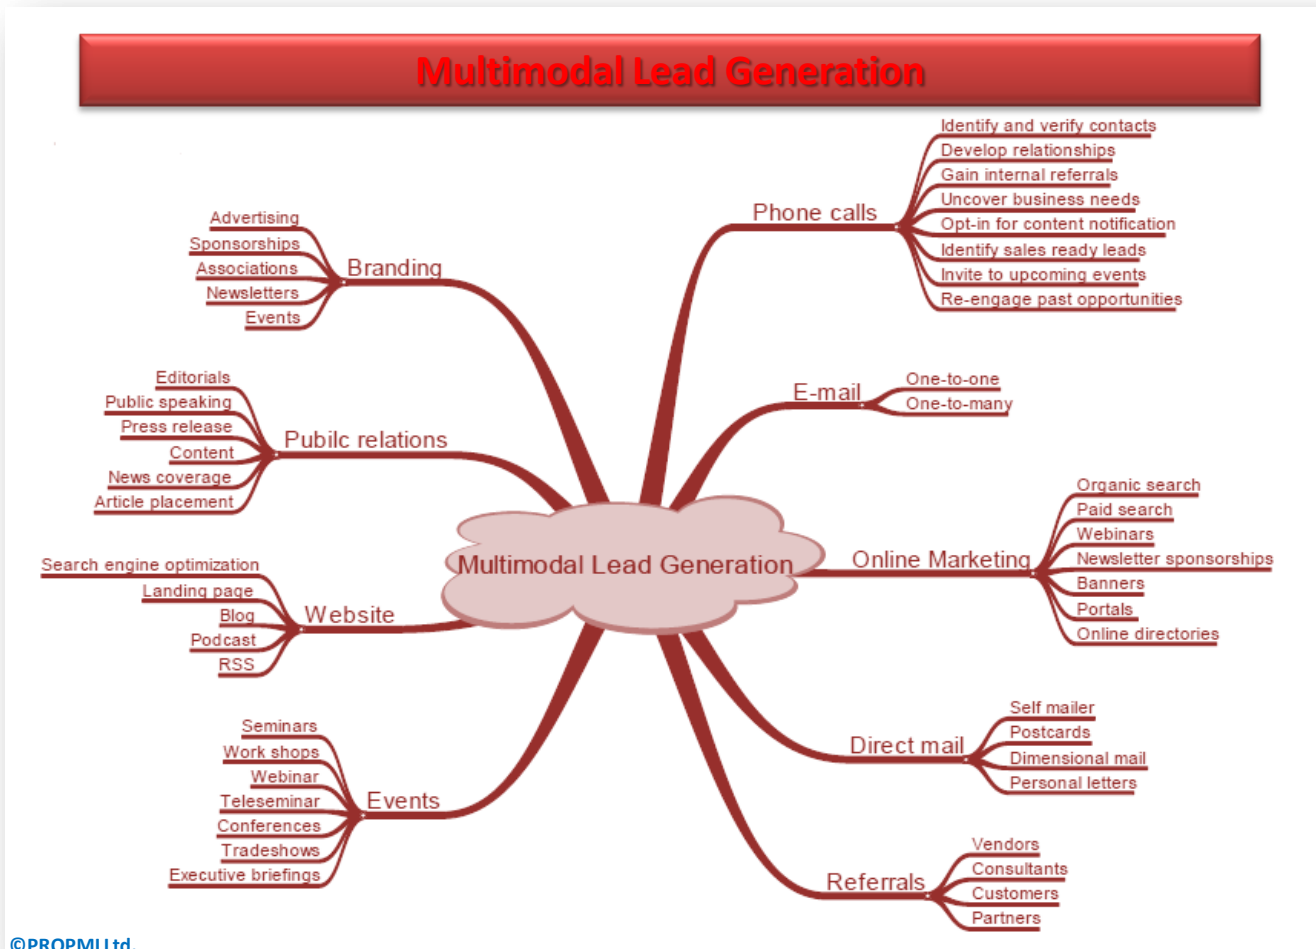 Multimodal Lead Generation
Phone calls
Identify and verify contacts
Develop relationships
Gain internal referrals
Uncover business needs
Opt-in for content notification
Identify sales ready leads
Invite to upcoming events
Re-engage past opportunities
Branding
Advertising
Sponsorships
Associations
Newsletters
Events
E-mail
One-to-one
One-to-many
Pubilc relations
Editorials
Public speaking
Press release
Content
News coverage
Article placement
Multimodal Lead Generation
Online Marketing
Organic search
Paid search
Webinars
Newsletter sponsorships
Banners
Portals
Online directories
Website
Search engine optimization
Landing page
Blog
Podcast
RSS
Direct mail
Self mailer
Postcards
Dimensional mail
Personal letters
Events
Seminars
Work shops
Webinar
Teleseminar
Conferences
Tradeshows
Executive briefings
Referrals
Vendors
Consultants
Customers
Partners
©PROPMI Ltd.